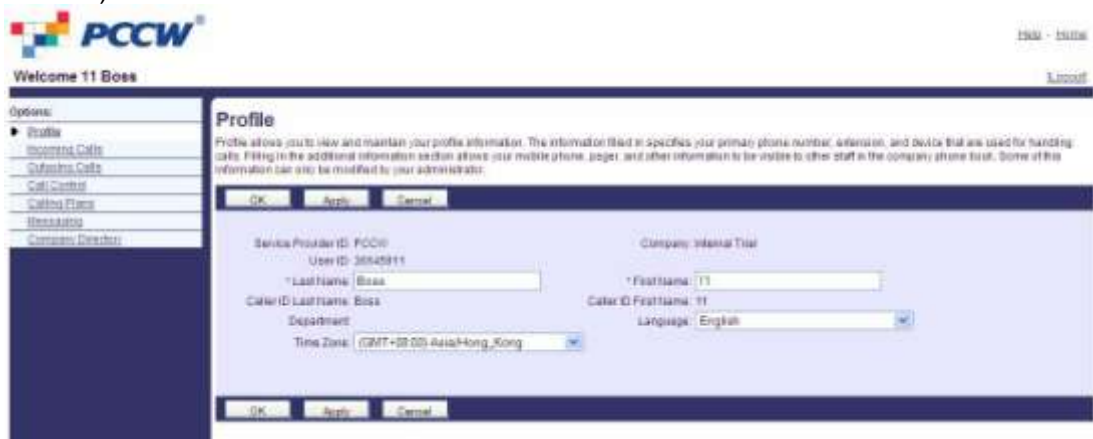 PCCW®
Help - Home
Welcome 11 Boss
Logout
Options:
Profile
Incoming Calls
Outgoing Calls
Call Control
Calling Plans
Messaging
Company Directory
Profile
Profile allows you to view and maintain your profile information. The information filled in specifies your primary phone number, extension, and device that are used for handling
calls. Filling in the additional information section allows your mobile phone, pager, and other information to be visible to other staff in the company phone book. Some of this
information can only be modified by your administrator.
OK Apply Cancel
Service Provider ID: PCCW Company: Internal Trial
User ID:
* Last Name: Boss * First Name: 11
Caller ID Last Name: Boss Caller ID First Name: 11
Department: Language: English
Time Zone: (GMT+08:00) Asia/Hong_Kong
OK Apply Cancel